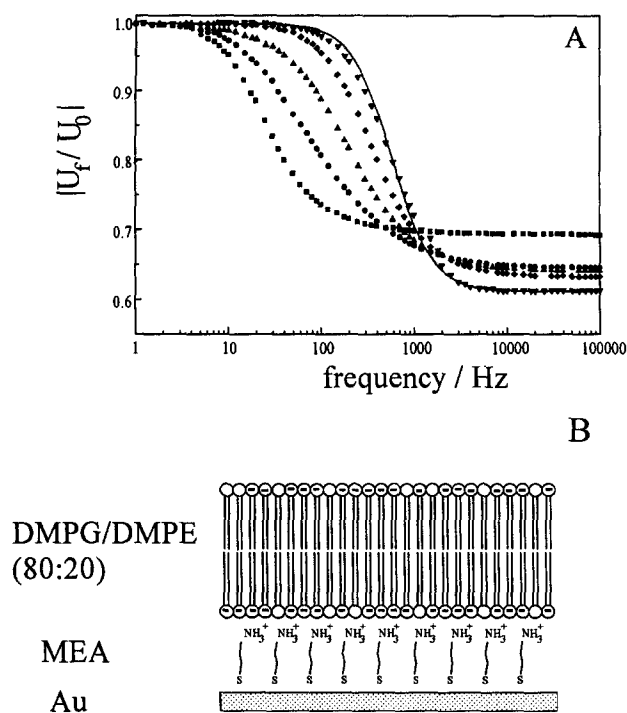 A
1.0
0.9
0.8
0.7
0.6
|U_f / U_0|
1 10 100 1000 10000 100000
frequency / Hz
B
DMPG/DMPE
(80:20)
NH₃⁺ NH₃⁺ NH₃⁺ NH₃⁺ NH₃⁺ NH₃⁺ NH₃⁺ NH₃⁺ NH₃⁺
MEA
S S S S S S S S S
Au